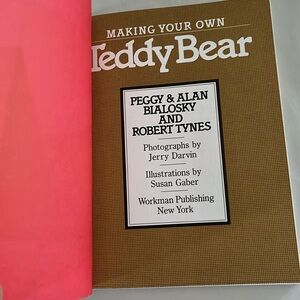 MAKING YOUR OWN
Teddy Bear
PEGGY & ALAN
BIALOSKY
AND
ROBERT TYNES
Photographs by
Jerry Darvin
Illustrations by
Susan Gaber
Workman Publishing
New York